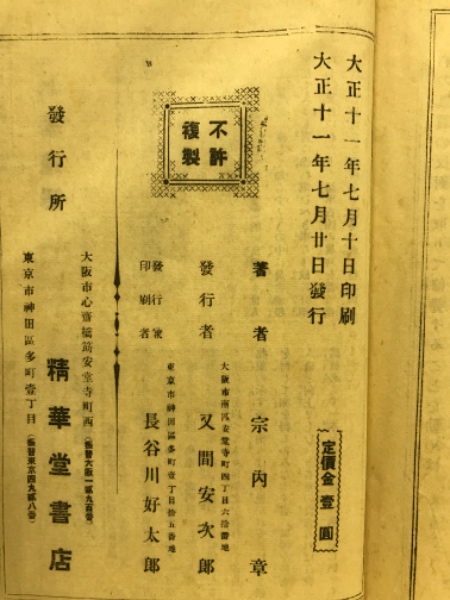 大正十一年七月十日印刷
大正十一年七月廿日發行
定價金壹圓
不許
複製
著者 宗內章
大阪市南區安堂寺町四丁目六拾番地
發行者 又間安次郎
東京市神田區多町壹丁目拾五番地
發行兼
印刷者 長谷川好太郎
發行所
大阪市心齋橋筋安堂寺町西
東京市神田區多町壹丁目
精華堂書店